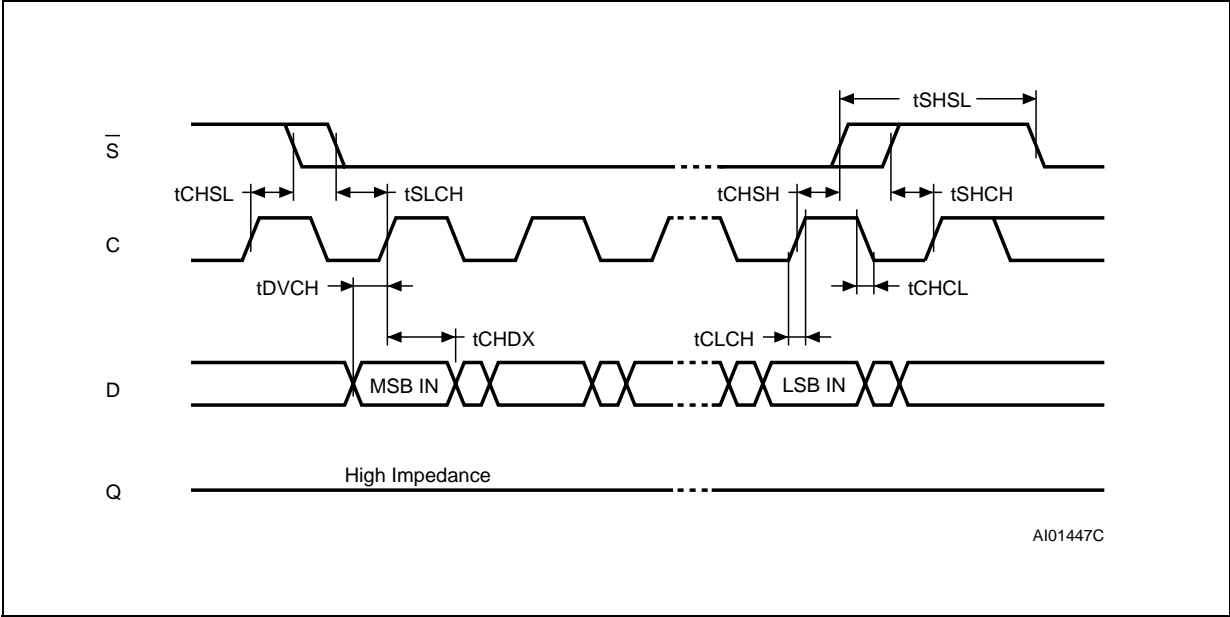 tSHSL
S̅
tCHSL
tSLCH
tCHSH
tSHCH
C
tDVCH
tCHCL
tCHDX
tCLCH
D
MSB IN
LSB IN
High Impedance
Q
AI01447C